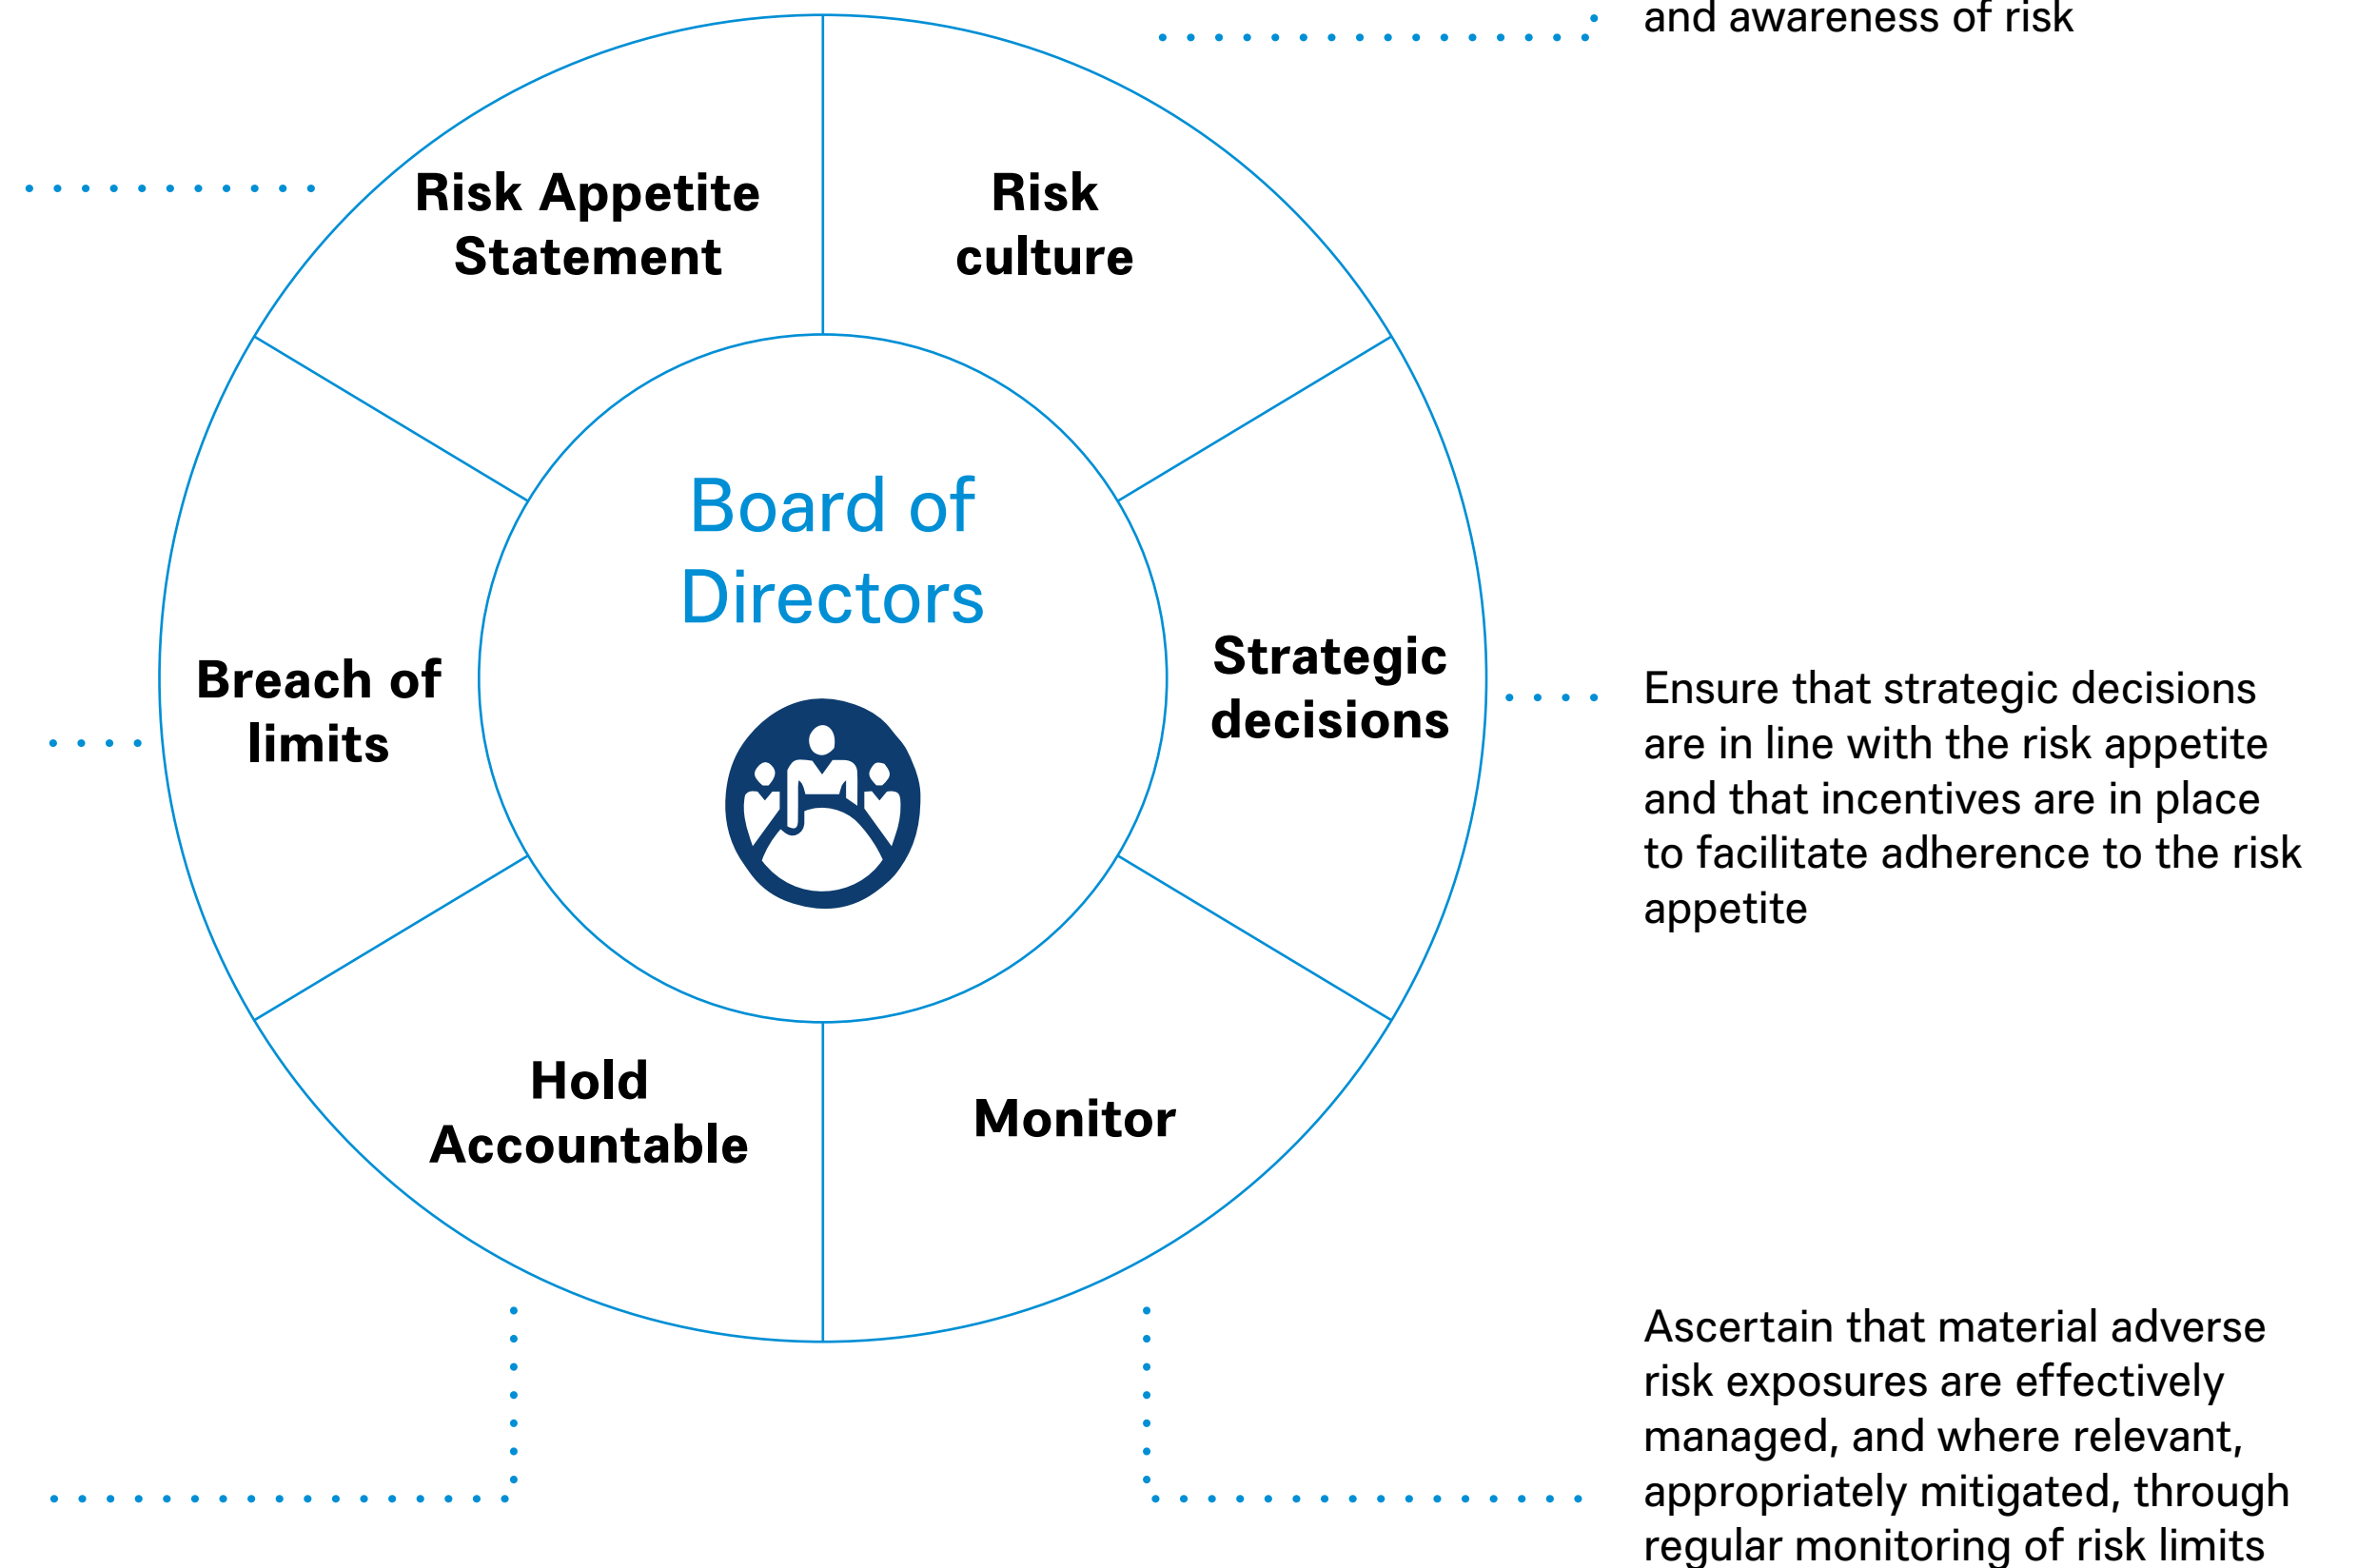 and awareness of risk
Risk Appetite
Statement
Risk
culture
Board of
Directors
Breach of
limits
Strategic
decisions
Ensure that strategic decisions
are in line with the risk appetite
and that incentives are in place
to facilitate adherence to the risk
appetite
Hold
Accountable
Monitor
Ascertain that material adverse
risk exposures are effectively
managed, and where relevant,
appropriately mitigated, through
regular monitoring of risk limits